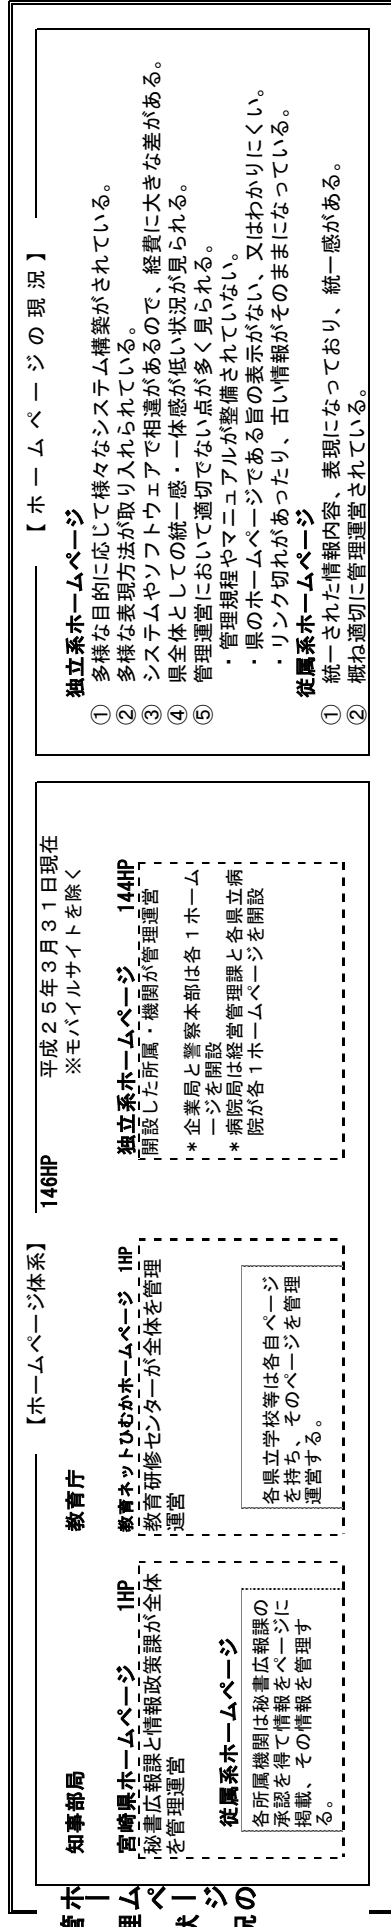 【ホームページ体系】
146HP
平成２５年３月３１日現在
※モバイルサイトを除く
知事部局
宮崎県ホームページ 1HP
秘書広報課と情報政策課が全体
を管理運営
従属系ホームページ
各所属機関は秘書広報課の
承認を得て情報をページに
掲載、その情報を管理す
る。
教育庁
教育ネットひむかホームページ 1HP
教育研修センターが全体を管理
運営
各県立学校等は各自ページ
を持ち、そのページを管理
運営する。
独立系ホームページ 144HP
開設した所属・機関が管理運営
＊企業局と警察本部は各１ホーム
ページを開設
＊病院局は経営管理課と各県立病
院が各１ホームページを開設
【ホームページの現況】
独立系ホームページ
① 多様な目的に応じて様々なシステム構築がされている。
② 多様な表現方法が取り入れられている。
③ システムやソフトウェアで相違があるので、経費に大きな差がある。
④ 県全体としての統一感・一体感が低い状況が見られる。
⑤ 管理運営において適切でない点が多く見られる。
・管理規程やマニュアルが整備されていない。
・県のホームページである旨の表示がない、又はわかりにくい。
・リンク切れがあったり、古い情報がそのままになっている。
従属系ホームページ
① 統一された情報内容、表現になっており、統一感がある。
② 概ね適切に管理運営されている。
ホームページの
管理状況